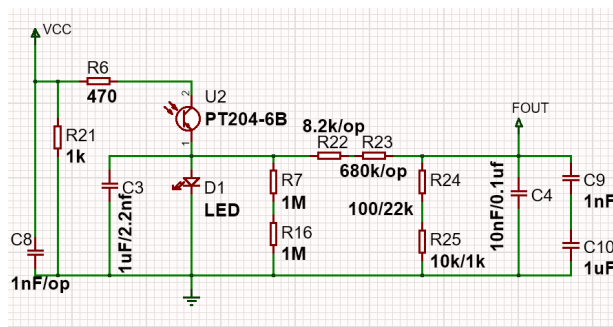 VCC
R6
470
2
U2
PT204-6B
1
R21
1k
8.2k/op
R22
R23
680k/op
FOUT
C3
1uF/2.2nf
D1
LED
R7
1M
R16
1M
R24
100/22k
R25
10k/1k
10nF/0.1uf
C4
C9
1nF
C10
1uF
C8
1nF/op